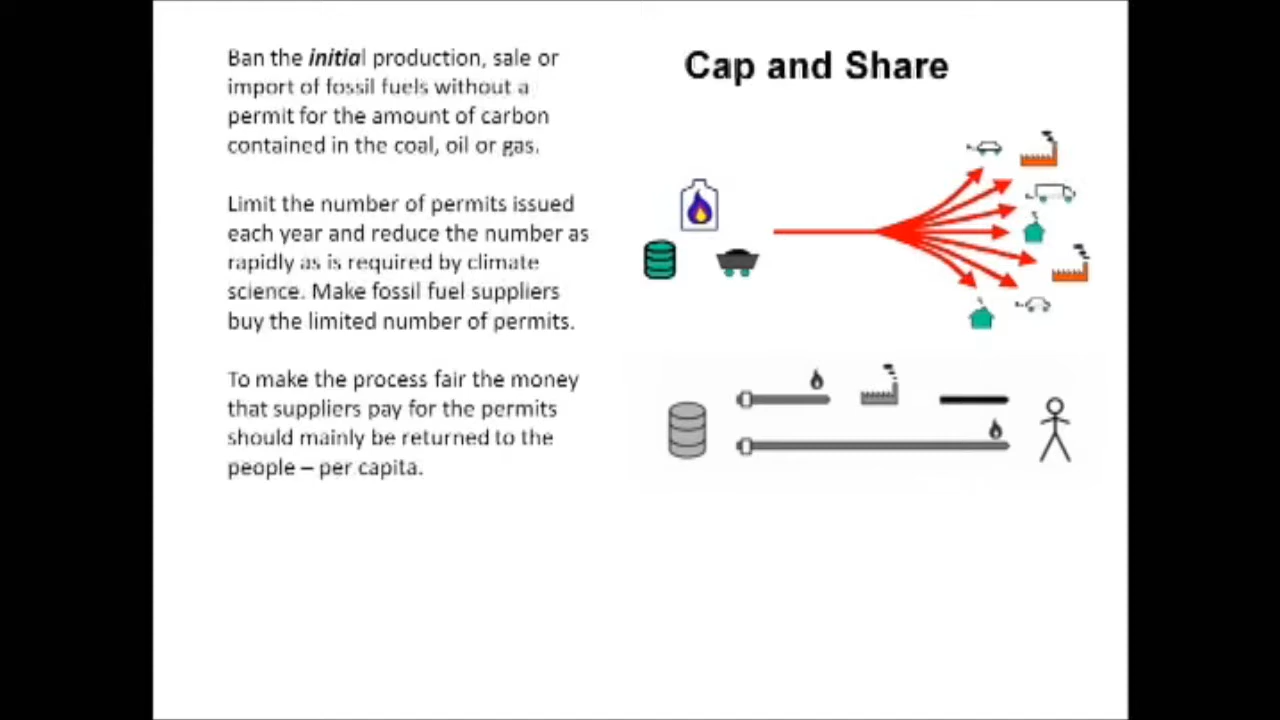 Cap and Share
Ban the initial production, sale or
import of fossil fuels without a
permit for the amount of carbon
contained in the coal, oil or gas.
Limit the number of permits issued
each year and reduce the number as
rapidly as is required by climate
science. Make fossil fuel suppliers
buy the limited number of permits.
To make the process fair the money
that suppliers pay for the permits
should mainly be returned to the
people – per capita.